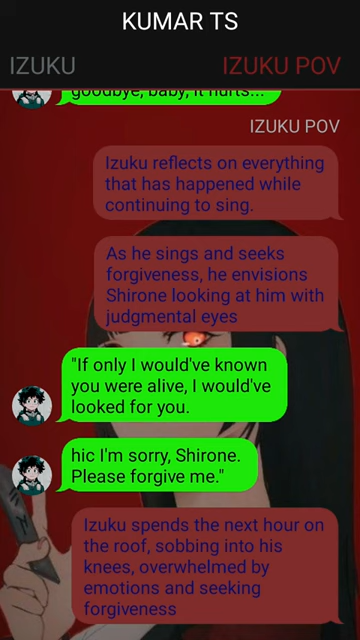 KUMAR TS
IZUKU
IZUKU POV
goodbye, baby, it hurts...
IZUKU POV
Izuku reflects on everything
that has happened while
continuing to sing.
As he sings and seeks
forgiveness, he envisions
Shirone looking at him with
judgmental eyes
"If only I would've known
you were alive, I would've
looked for you.
hic I'm sorry, Shirone.
Please forgive me."
Izuku spends the next hour on
the roof, sobbing into his
knees, overwhelmed by
emotions and seeking
forgiveness